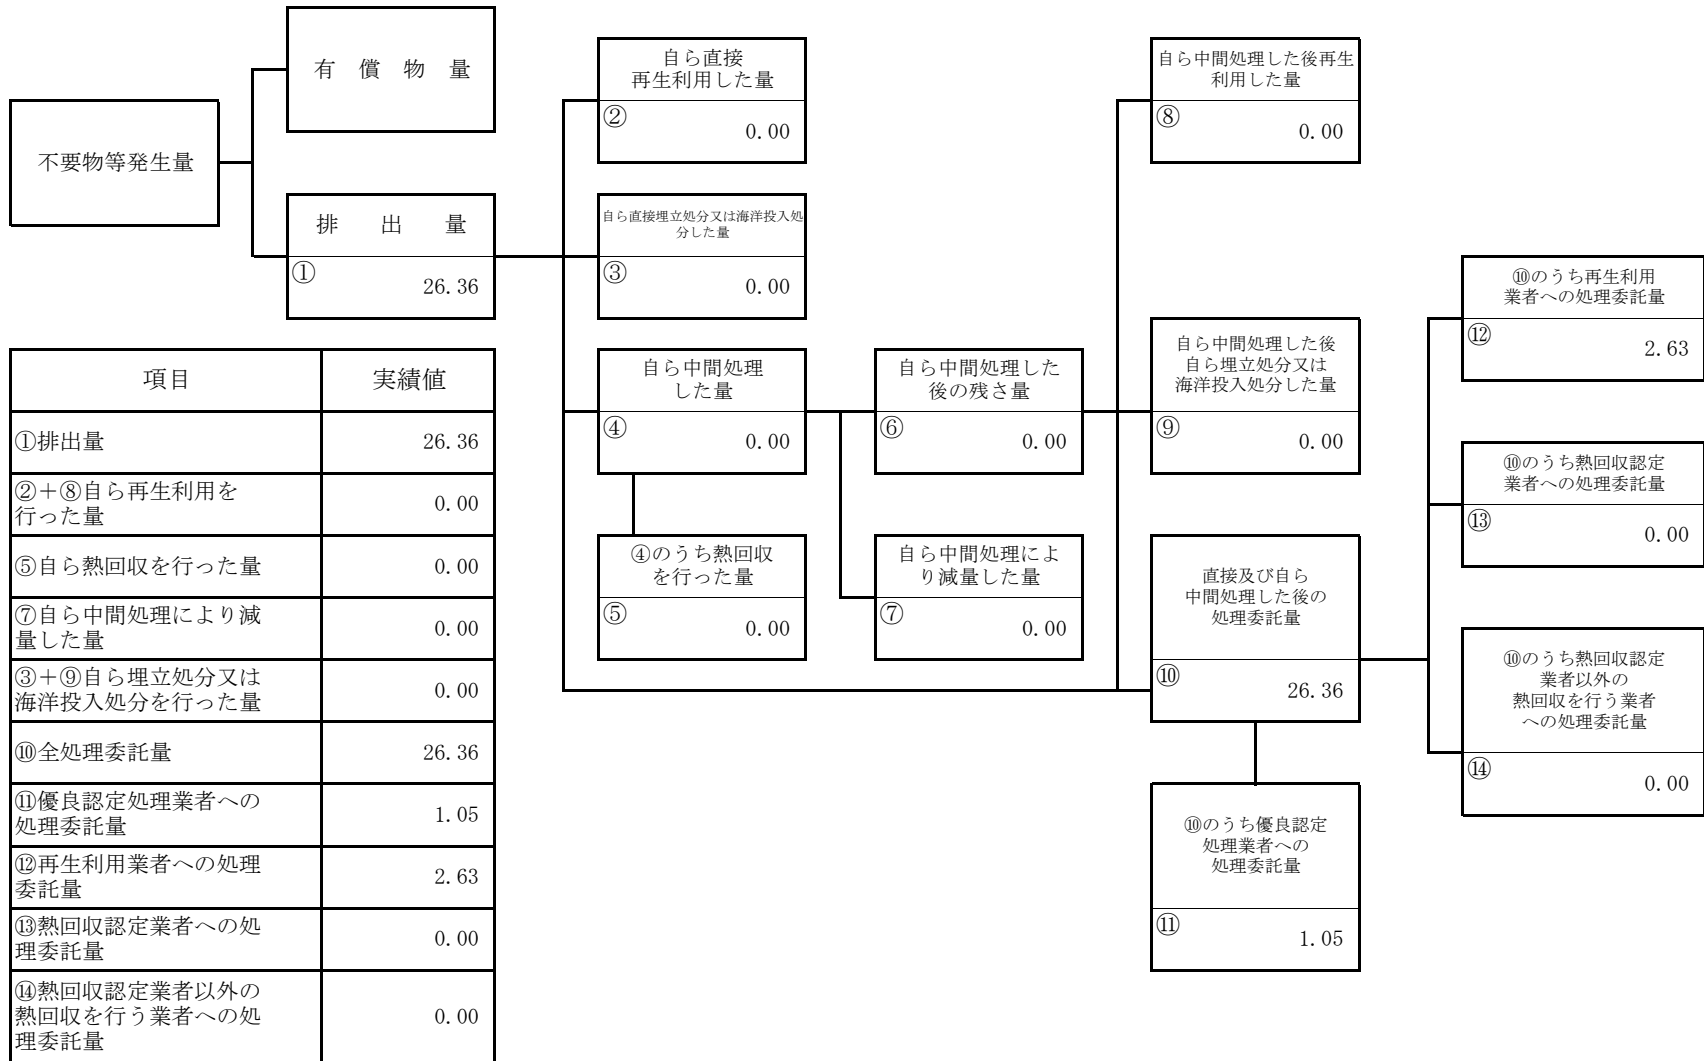 有 償 物 量
不要物等発生量
排 出 量
① 26.36
自ら直接
再生利用した量
② 0.00
自ら直接埋立処分又は海洋投入処
分した量
③ 0.00
自ら中間処理
した量
④ 0.00
④のうち熱回収
を行った量
⑤ 0.00
自ら中間処理した
後の残さ量
⑥ 0.00
自ら中間処理によ
り減量した量
⑦ 0.00
自ら中間処理した後再生
利用した量
⑧ 0.00
自ら中間処理した後
自ら埋立処分又は
海洋投入処分した量
⑨ 0.00
直接及び自ら
中間処理した後の
処理委託量
⑩ 26.36
⑩のうち優良認定
処理業者への
処理委託量
⑪ 1.05
⑩のうち再生利用
業者への処理委託量
⑫ 2.63
⑩のうち熱回収認定
業者への処理委託量
⑬ 0.00
⑩のうち熱回収認定
業者以外の
熱回収を行う業者
への処理委託量
⑭ 0.00
項目 実績値
①排出量 26.36
②＋⑧自ら再生利用を
行った量 0.00
⑤自ら熱回収を行った量 0.00
⑦自ら中間処理により減
量した量 0.00
③＋⑨自ら埋立処分又は
海洋投入処分を行った量 0.00
⑩全処理委託量 26.36
⑪優良認定処理業者への
処理委託量 1.05
⑫再生利用業者への処理
委託量 2.63
⑬熱回収認定業者への処
理委託量 0.00
⑭熱回収認定業者以外の
熱回収を行う業者への処
理委託量 0.00